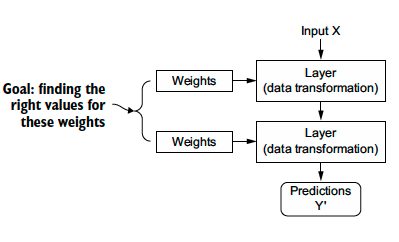 Input X
Goal: finding the
right values for
these weights
Weights
Layer
(data transformation)
Weights
Layer
(data transformation)
Predictions
Y'